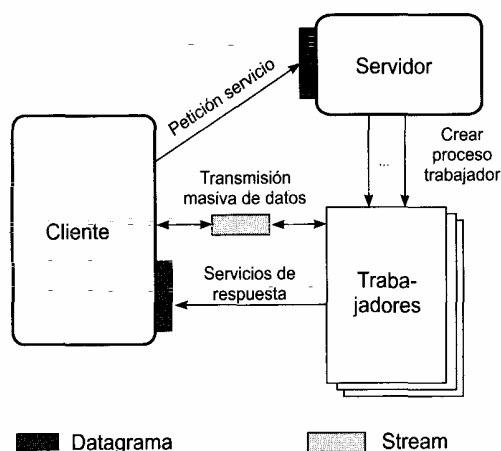 Servidor
Petición servicio
Crear
proceso
trabajador
...
Transmisión
masiva de datos
Cliente
Servicios de
respuesta
Traba-
jadores
Datagrama
Stream